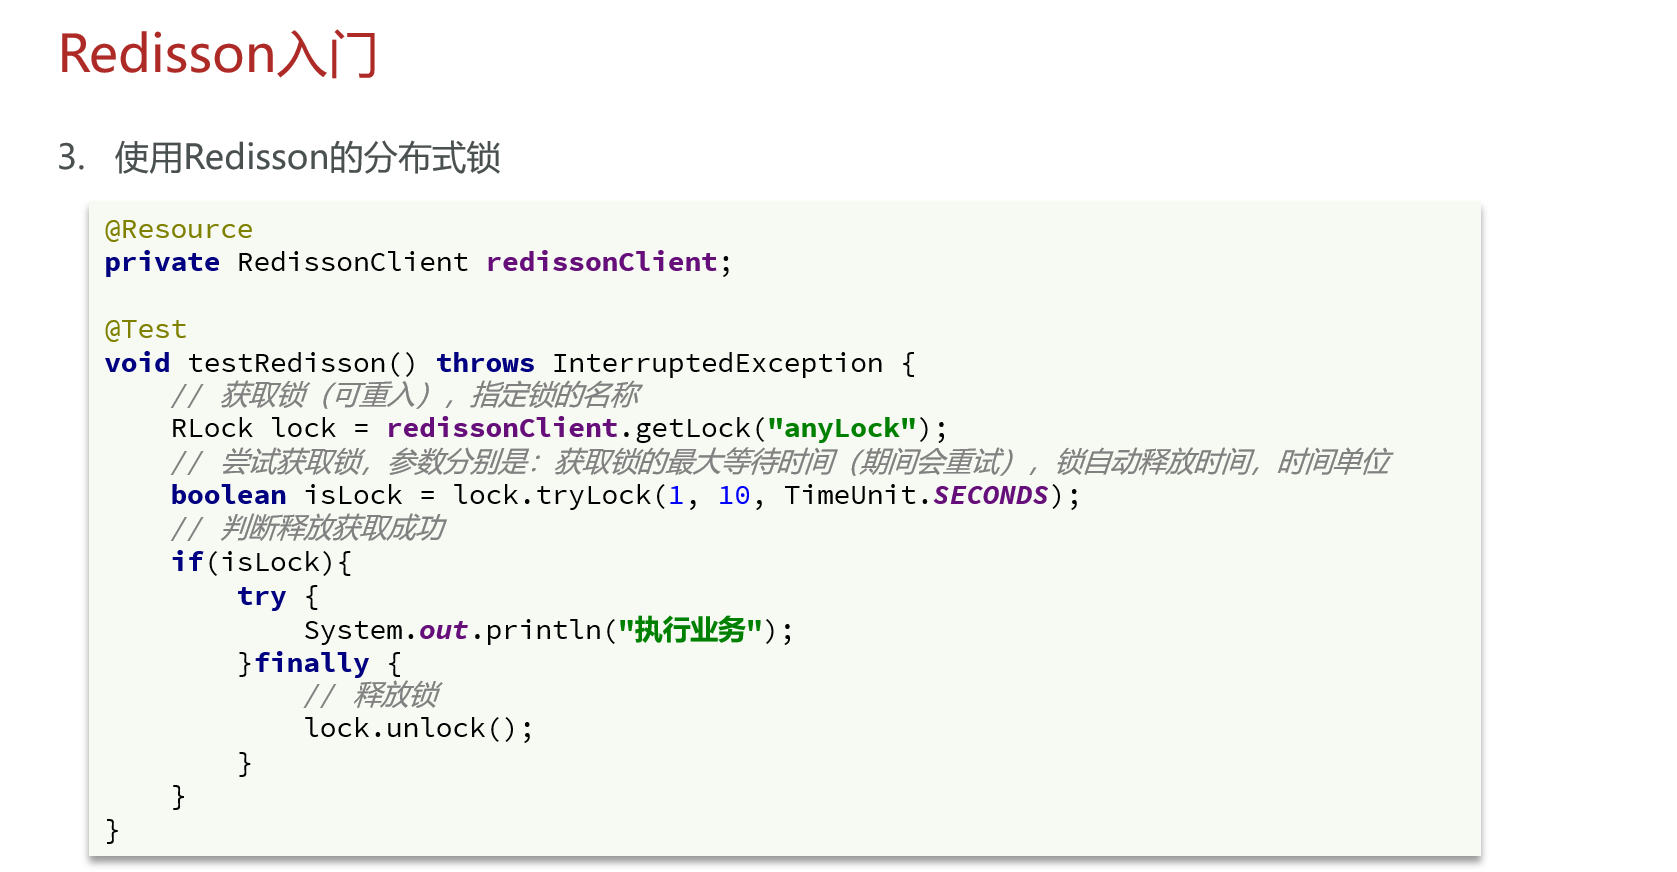 Redisson入门
3. 使用Redisson的分布式锁
@Resource
private RedissonClient redissonClient;
@Test
void testRedisson() throws InterruptedException {
    // 获取锁（可重入），指定锁的名称
    RLock lock = redissonClient.getLock("anyLock");
    // 尝试获取锁，参数分别是：获取锁的最大等待时间（期间会重试），锁自动释放时间，时间单位
    boolean isLock = lock.tryLock(1, 10, TimeUnit.SECONDS);
    // 判断释放获取成功
    if(isLock){
        try {
            System.out.println("执行业务");
        }finally {
            // 释放锁
            lock.unlock();
        }
    }
}